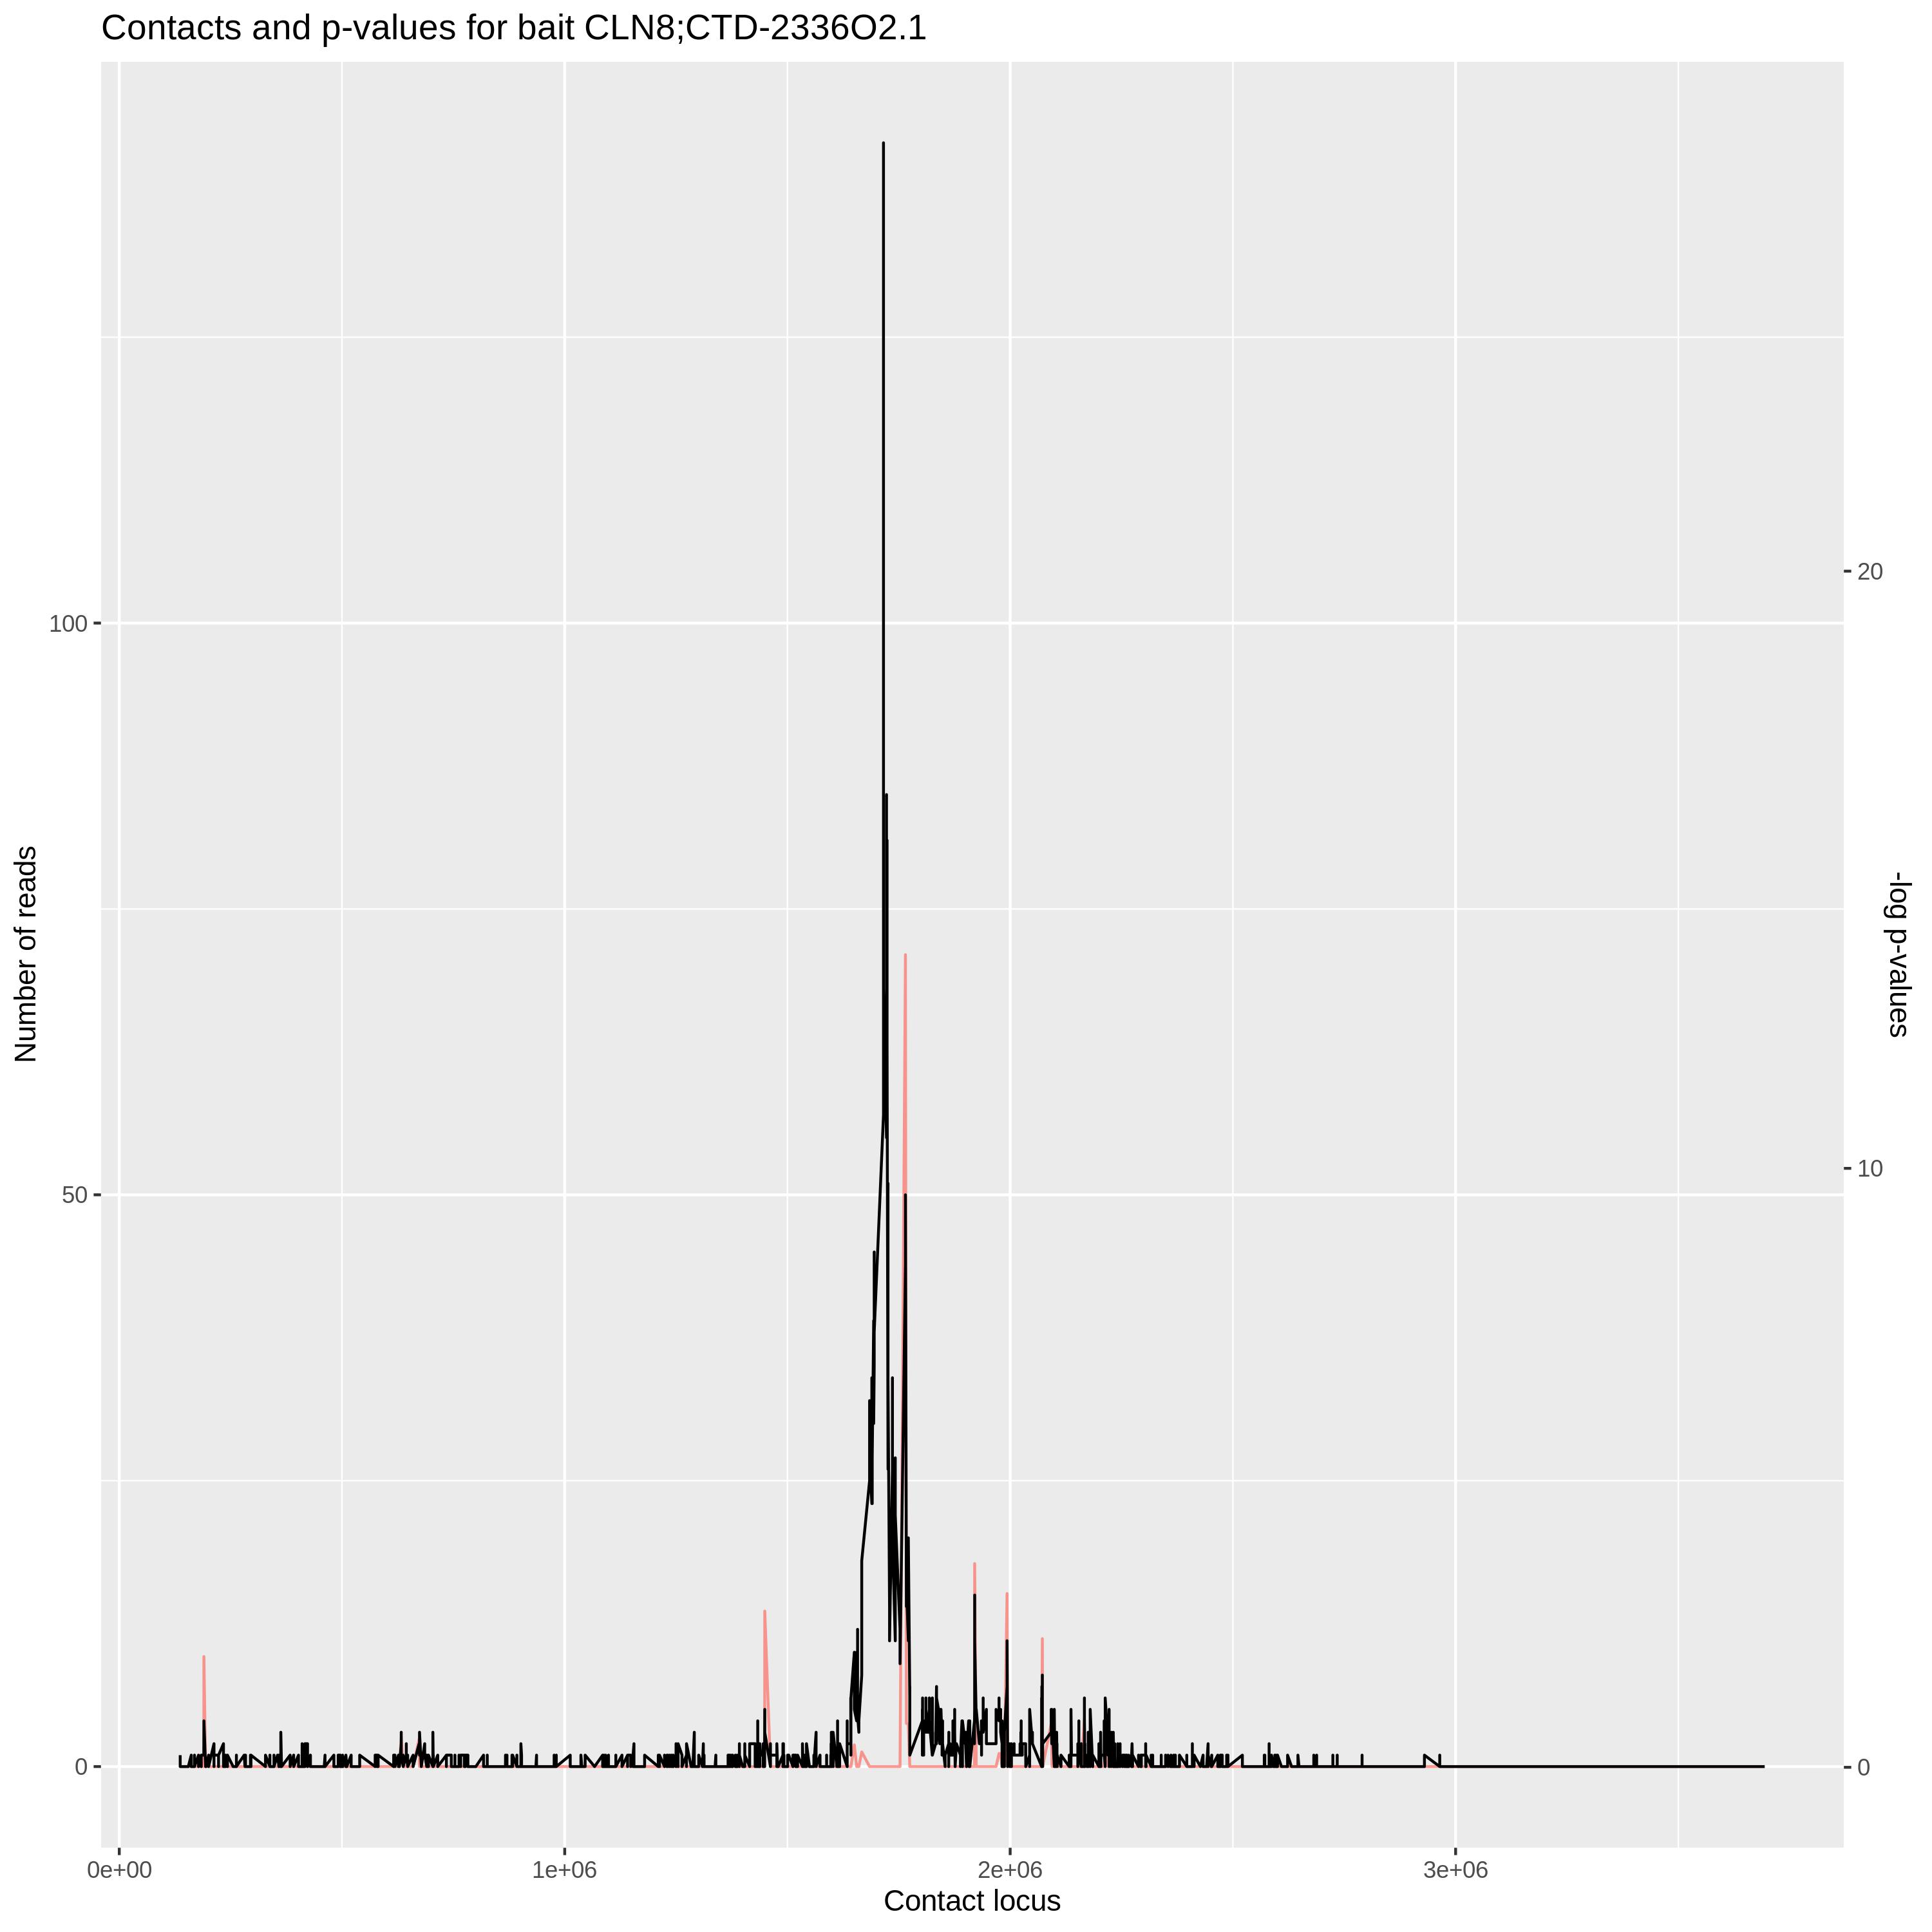 Contacts and p-values for bait CLN8;CTD-2336O2.1
Number of reads
100
50
0
20
10
0
-log p-values
0e+00 1e+06 2e+06 3e+06
Contact locus